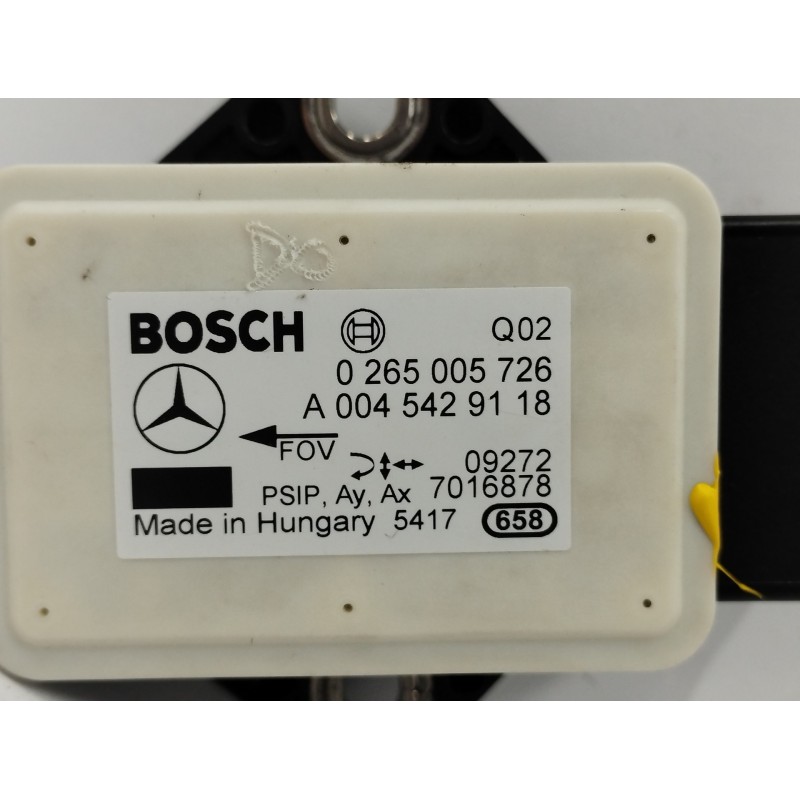 BOSCH Q02
0 265 005 726
A 004 542 91 18
FOV
09272
PSIP, Ay, Ax 7016878
Made in Hungary 5417 658